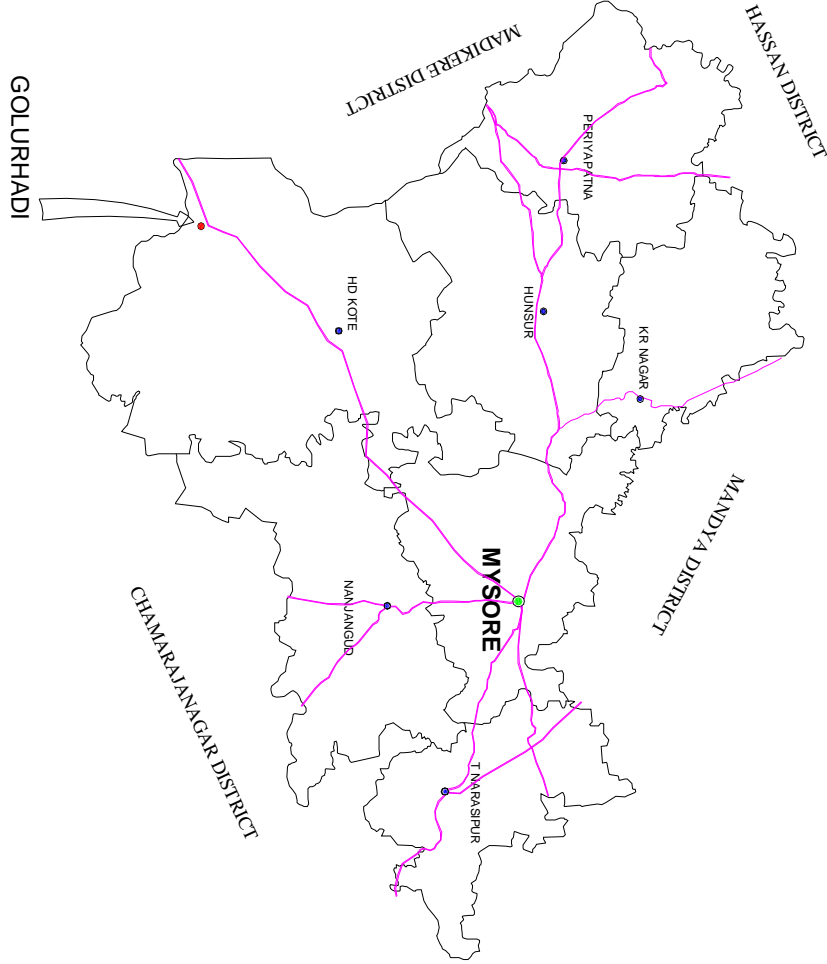 HASSAN DISTRICT
MADIKERE DISTRICT
PERIYAPATNA
GOLURHADI
HD KOTE
HUNSUR
KR NAGAR
MANDYA DISTRICT
MYSORE
NANJANGUD
CHAMARAJANAGAR DISTRICT
T NARASIPUR